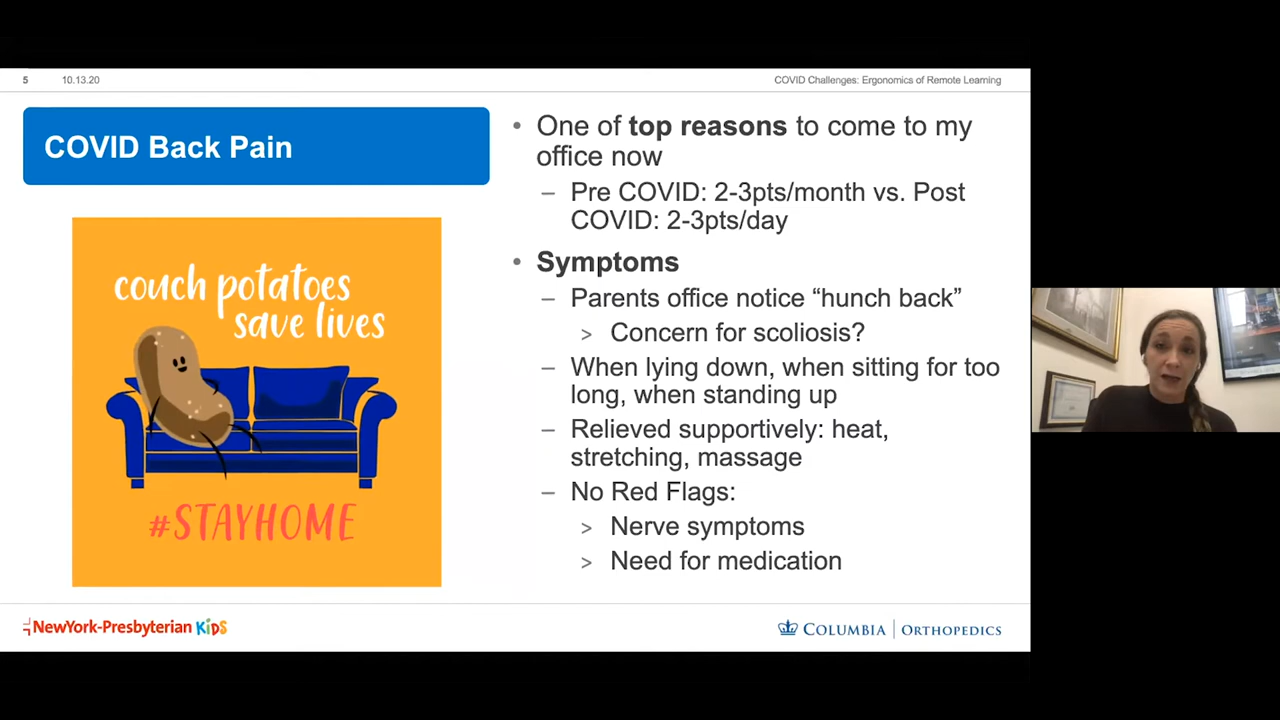 5 10.13.20 COVID Challenges: Ergonomics of Remote Learning
COVID Back Pain
couch potatoes
save lives
#STAYHOME
• One of top reasons to come to my
office now
– Pre COVID: 2-3pts/month vs. Post
COVID: 2-3pts/day
• Symptoms
– Parents office notice “hunch back”
> Concern for scoliosis?
– When lying down, when sitting for too
long, when standing up
– Relieved supportively: heat,
stretching, massage
– No Red Flags:
> Nerve symptoms
> Need for medication
NewYork-Presbyterian KiDS
COLUMBIA | ORTHOPEDICS